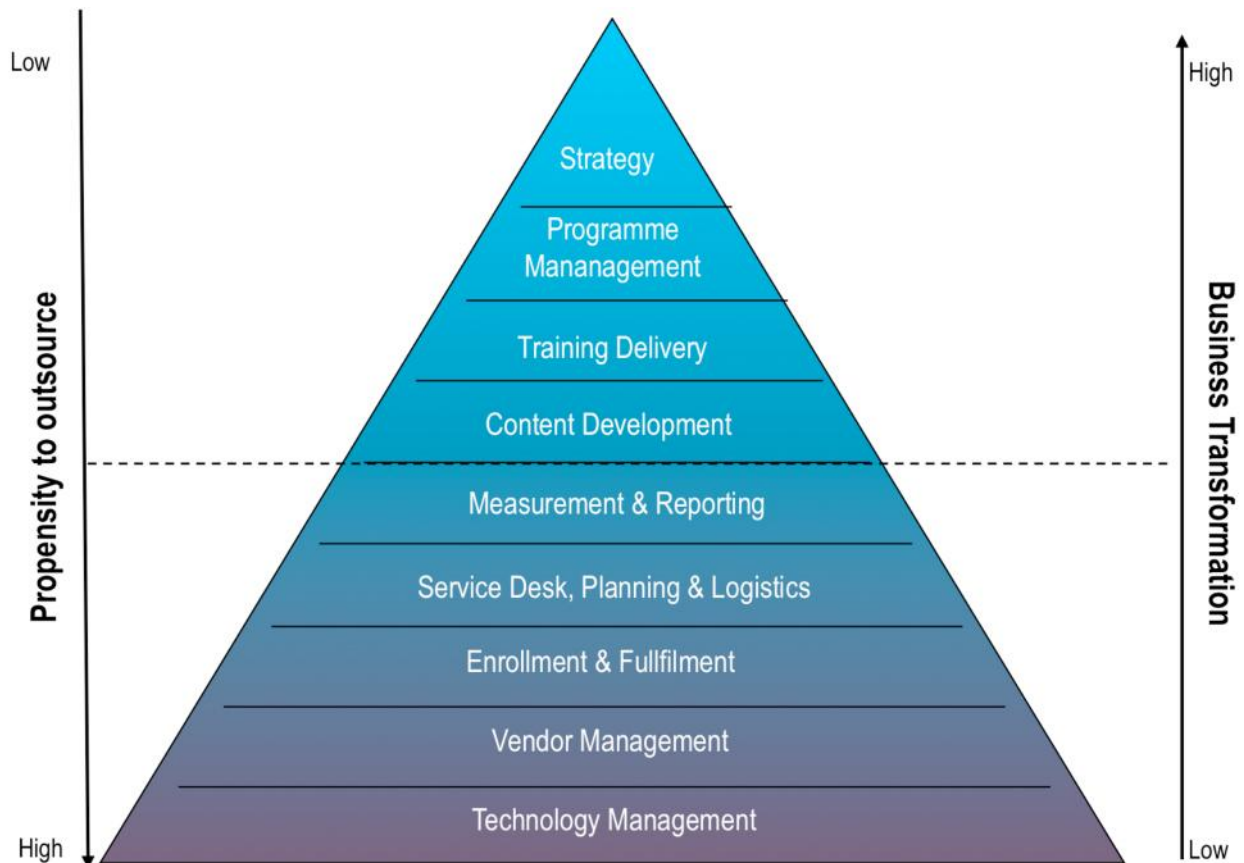 Low
High
Strategy
Programme
Mananagement
Training Delivery
Content Development
Measurement & Reporting
Service Desk, Planning & Logistics
Enrollment & Fullfilment
Vendor Management
Technology Management
Propensity to outsource
Business Transformation
High
Low